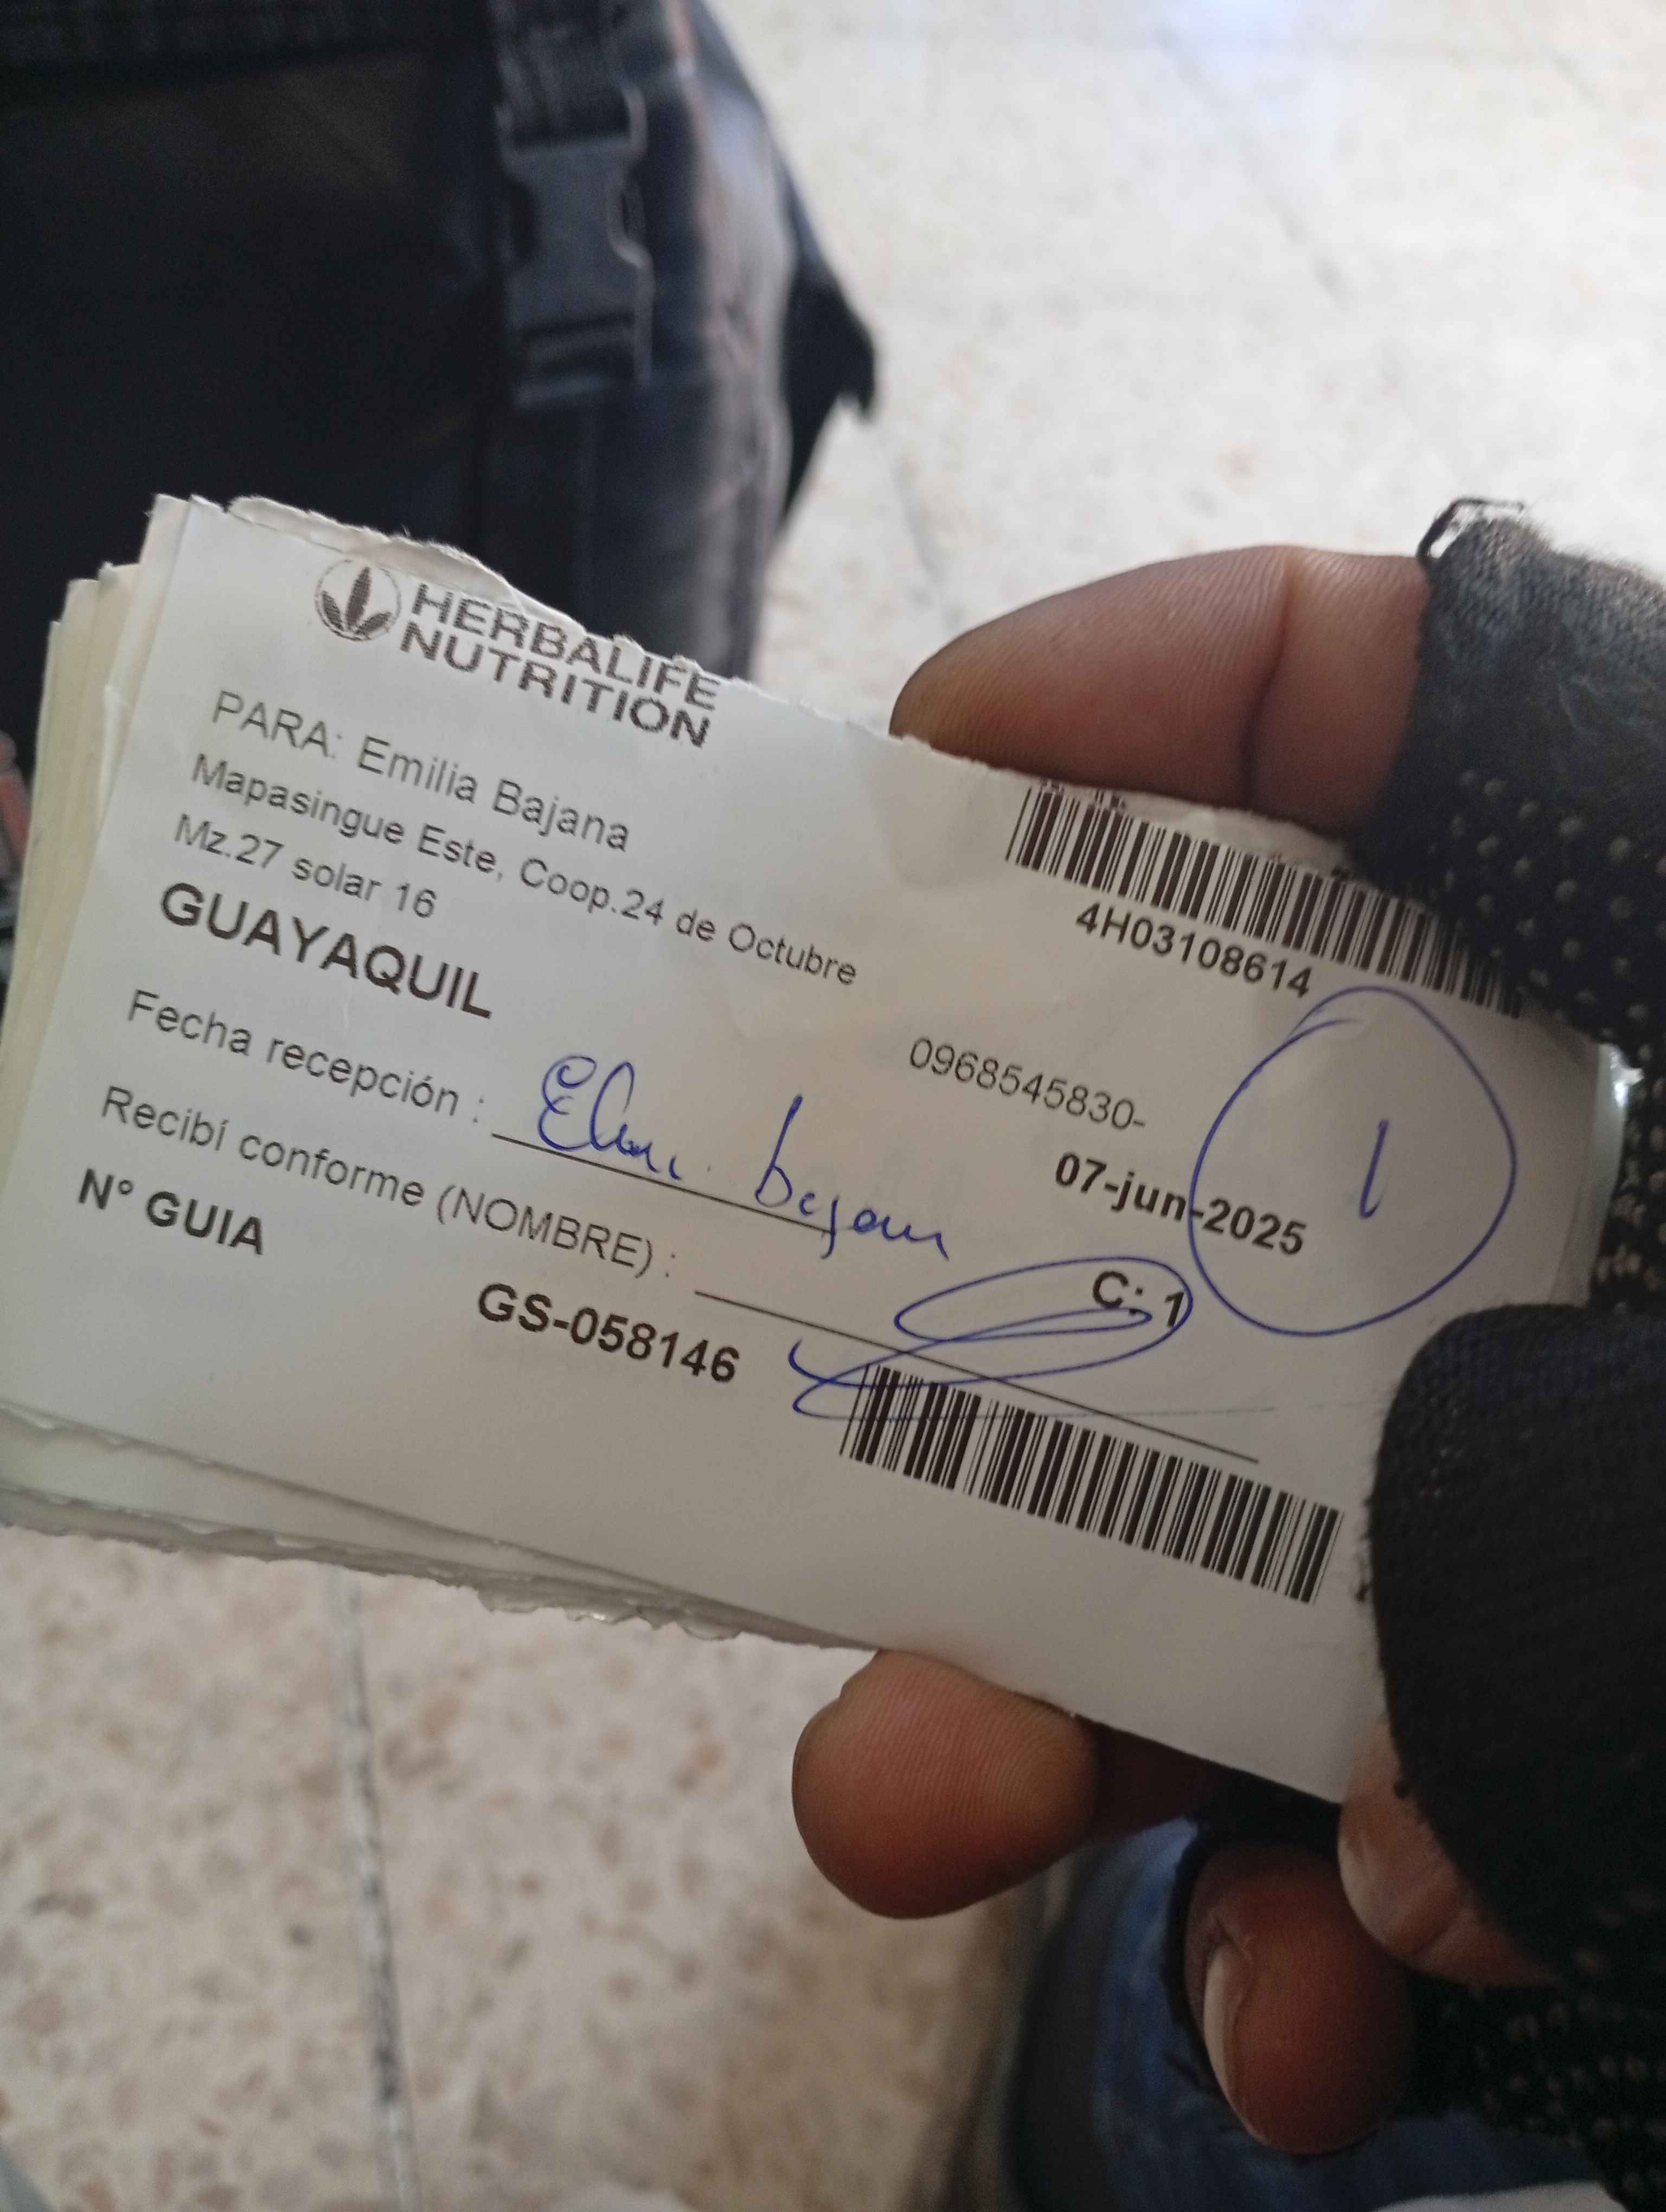 HERBALIFE
NUTRITION
PARA: Emilia Bajana
Mapasingue Este, Coop.24 de Octubre
Mz.27 solar 16
GUAYAQUIL
4H03108614
0968545830-
Fecha recepción :
07-jun-2025
1
Recibí conforme (NOMBRE) :
C: 1
N° GUIA
GS-058146